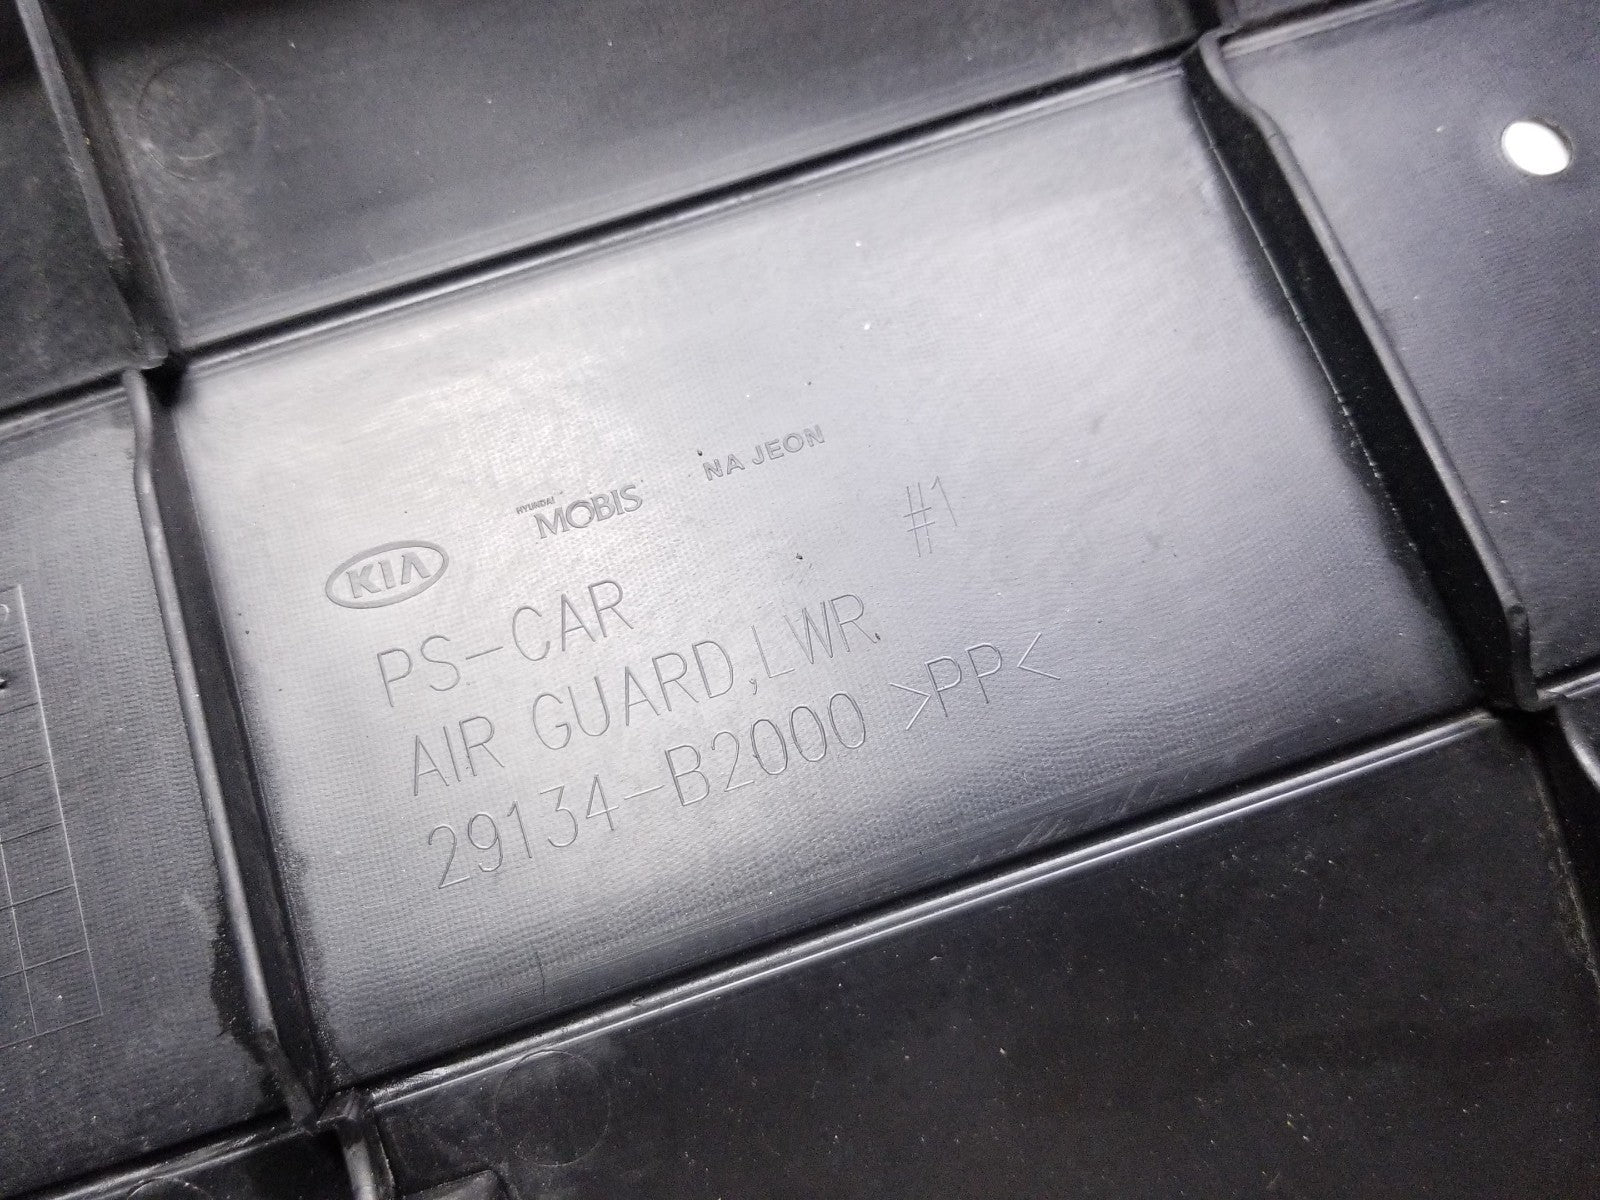 HYUNDAI MOBIS NA JEON
KIA
#1
PS-CAR
AIR GUARD,LWR
29134-B2000 >PP<